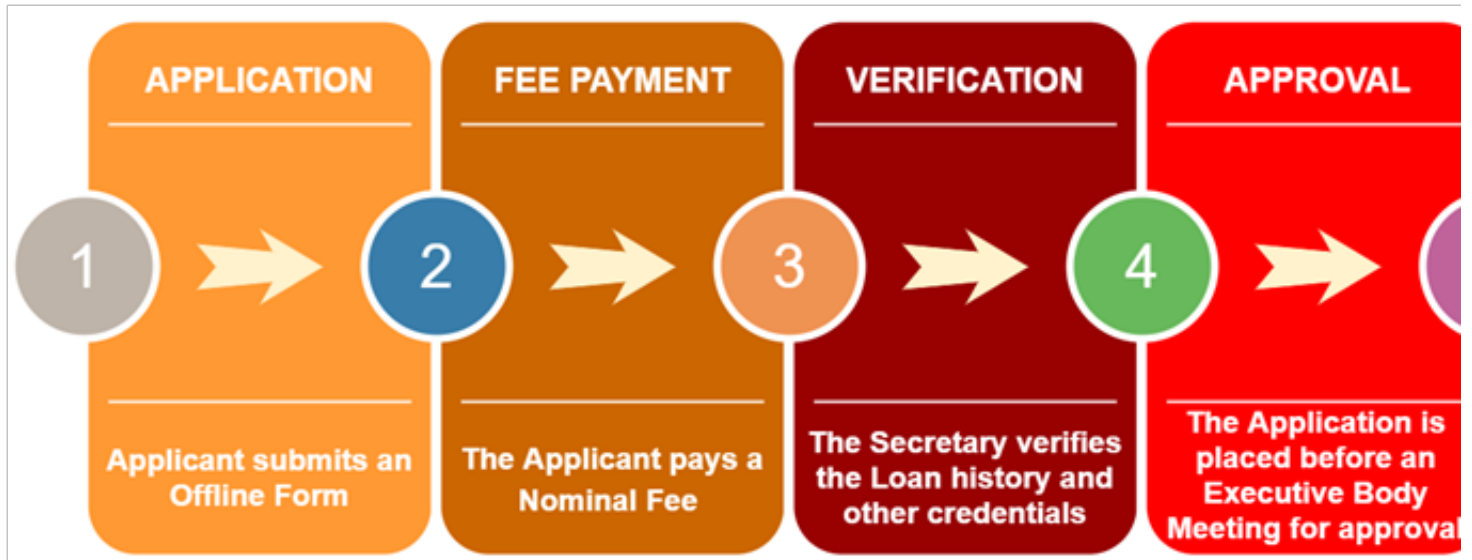 APPLICATION
FEE PAYMENT
VERIFICATION
APPROVAL
1
2
3
4
Applicant submits an
Offline Form
The Applicant pays a
Nominal Fee
The Secretary verifies
the Loan history and
other credentials
The Application is
placed before an
Executive Body
Meeting for approval